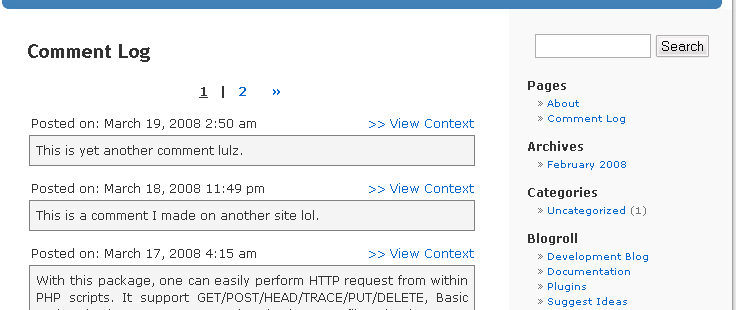 Comment Log
1 | 2 »
Posted on: March 19, 2008 2:50 am >> View Context
This is yet another comment lulz.
Posted on: March 18, 2008 11:49 pm >> View Context
This is a comment I made on another site lol.
Posted on: March 17, 2008 4:15 am >> View Context
With this package, one can easily perform HTTP request from within
PHP scripts. It support GET/POST/HEAD/TRACE/PUT/DELETE, Basic
Search
Pages
» About
» Comment Log
Archives
» February 2008
Categories
» Uncategorized (1)
Blogroll
» Development Blog
» Documentation
» Plugins
» Suggest Ideas